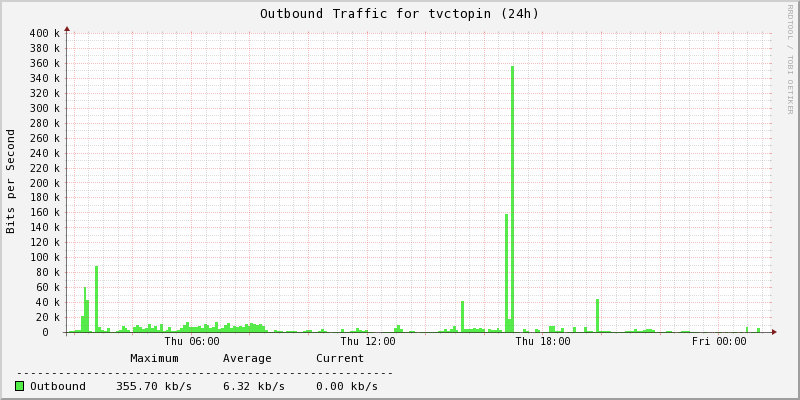 Outbound Traffic for tvctopin (24h)
RRDTOOL / TOBI OETIKER
Bits per Second
400 k
380 k
360 k
340 k
320 k
300 k
280 k
260 k
240 k
220 k
200 k
180 k
160 k
140 k
120 k
100 k
80 k
60 k
40 k
20 k
0
Thu 06:00 Thu 12:00 Thu 18:00 Fri 00:00
Maximum Average Current
Outbound 355.70 kb/s 6.32 kb/s 0.00 kb/s